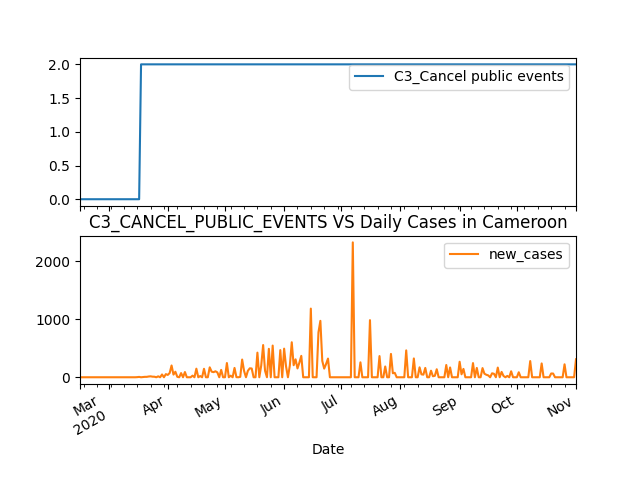 2.0
C3_Cancel public events
1.5
1.0
0.5
0.0
C3_CANCEL_PUBLIC_EVENTS VS Daily Cases in Cameroon
new_cases
2000
1000
0
Mar
2020
Apr
May
Jun
Jul
Aug
Sep
Oct
Nov
Date